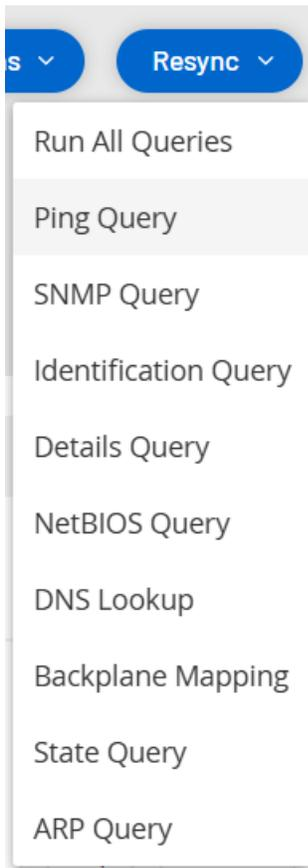 Resync
Run All Queries
Ping Query
SNMP Query
Identification Query
Details Query
NetBIOS Query
DNS Lookup
Backplane Mapping
State Query
ARP Query